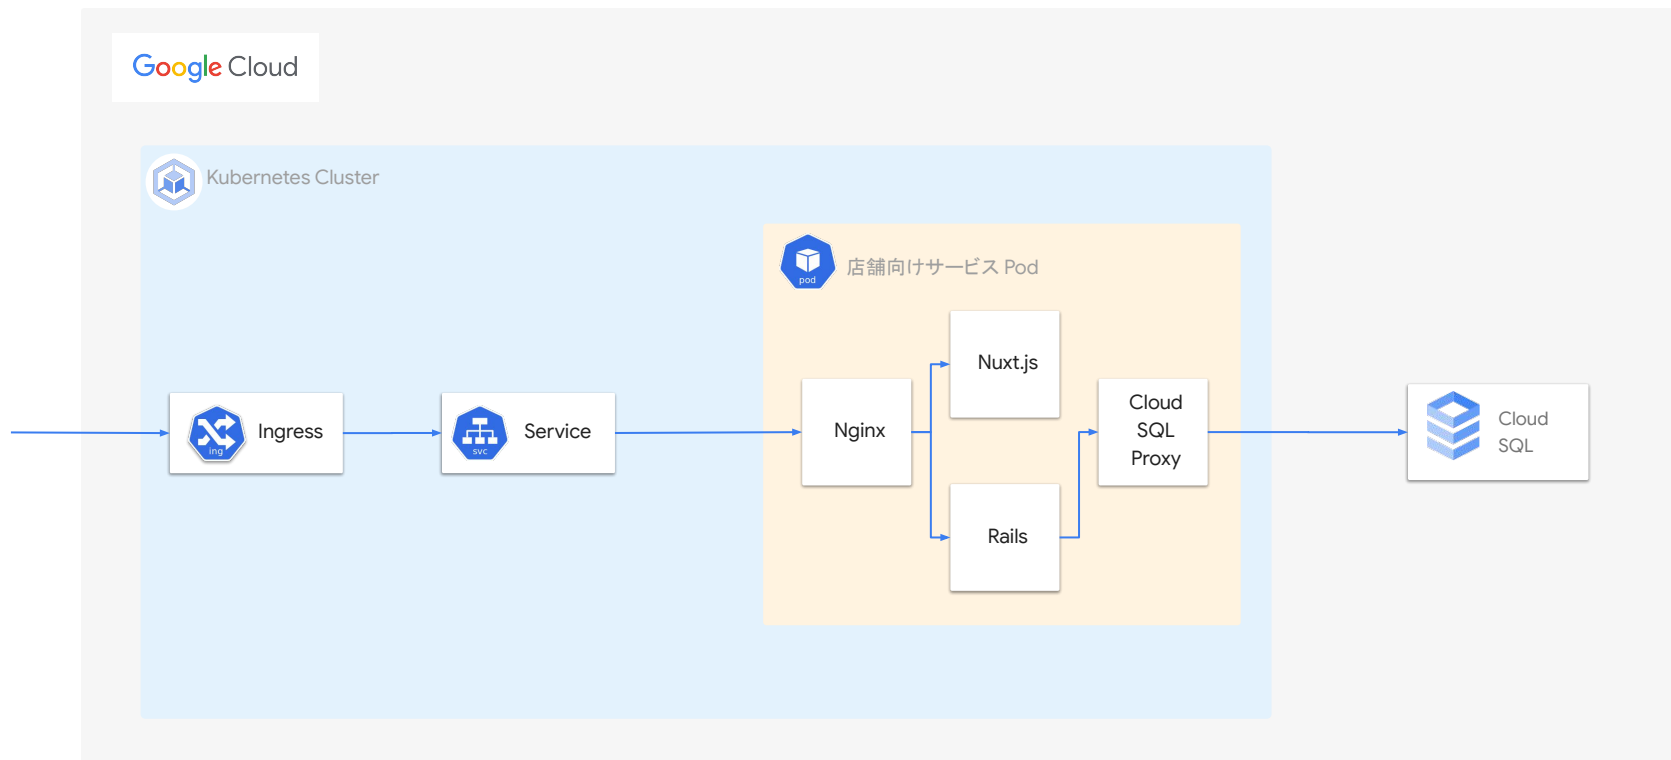 Google Cloud
Kubernetes Cluster
pod
店舗向けサービス Pod
ing
Ingress
svc
Service
Nginx
Nuxt.js
Rails
Cloud
SQL
Proxy
Cloud
SQL